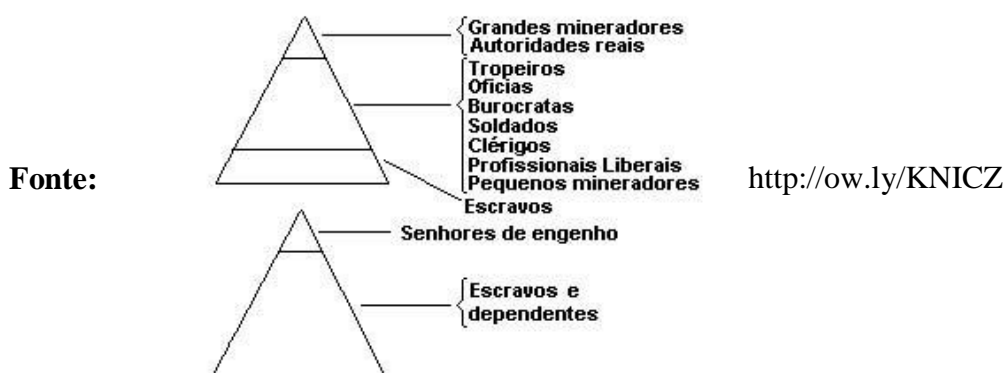 Grandes mineradores
Autoridades reais
Tropeiros
Oficias
Burocratas
Soldados
Clérigos
Profissionais Liberais
Pequenos mineradores
Escravos
Fonte:
http://ow.ly/KNICZ
Senhores de engenho
Escravos e
dependentes